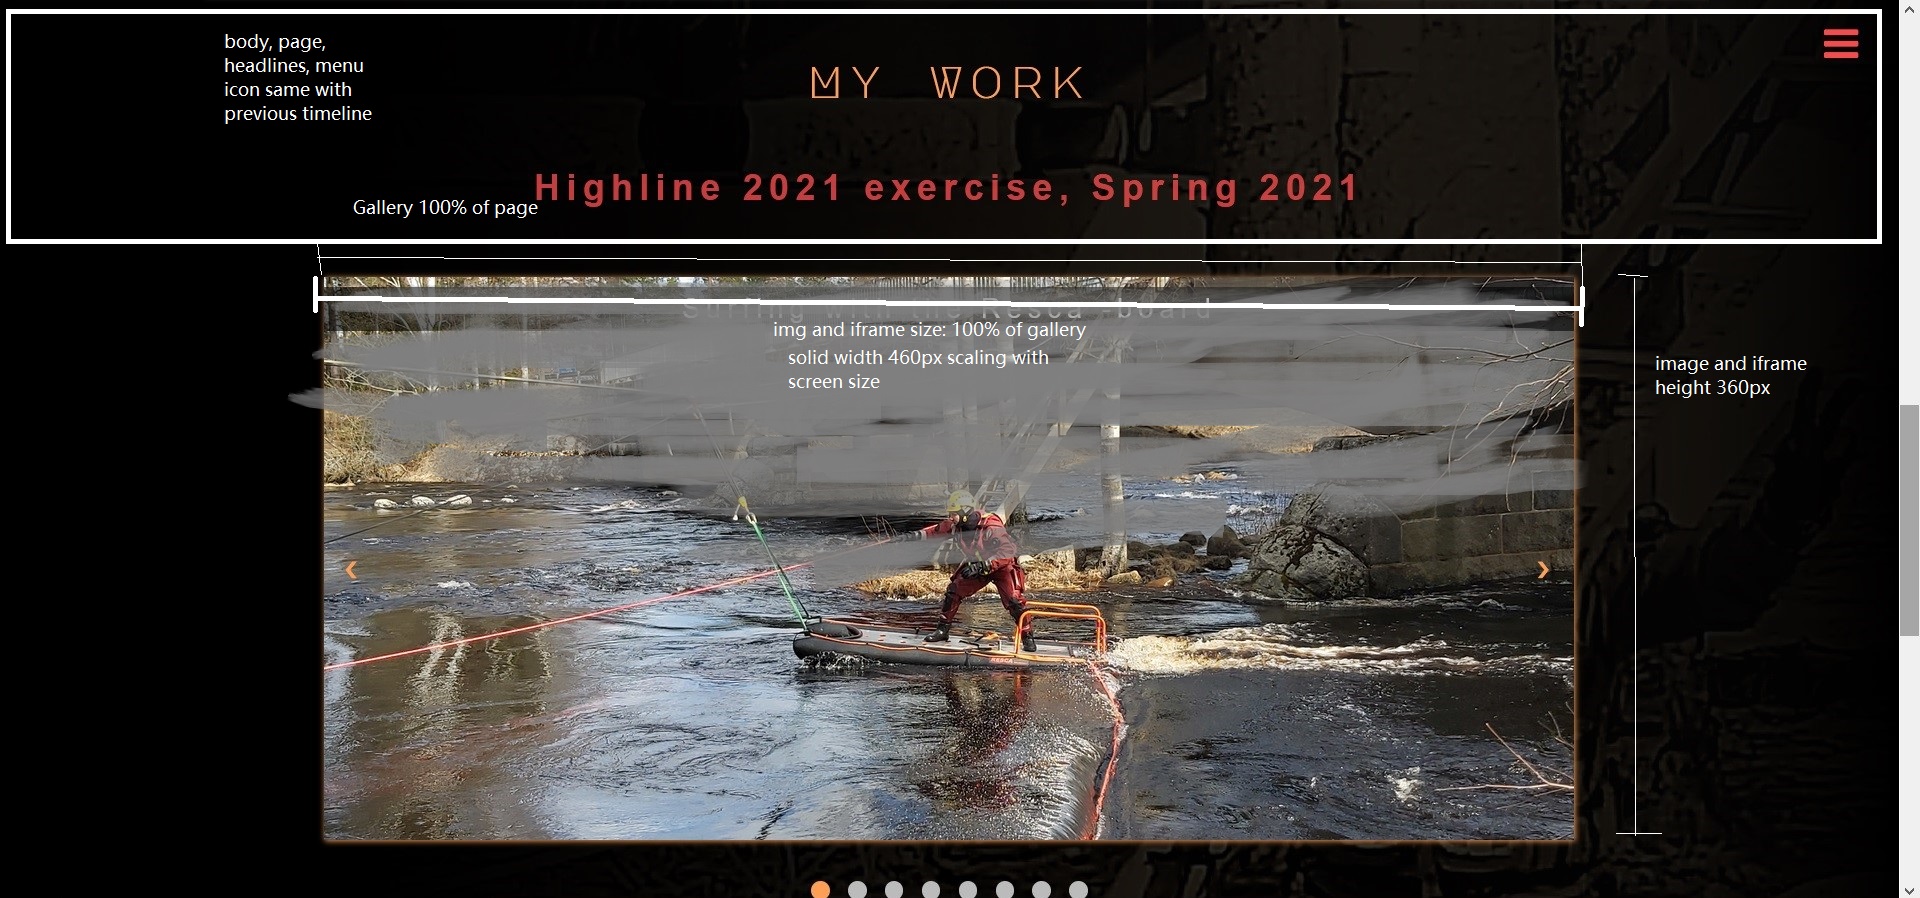 body, page,
headlines, menu
icon same with
previous timeline
MY WORK
Highline 2021 exercise, Spring 2021
Gallery 100% of page
Surfing with the Resca -board
img and iframe size: 100% of gallery
solid width 460px scaling with
screen size
image and iframe
height 360px